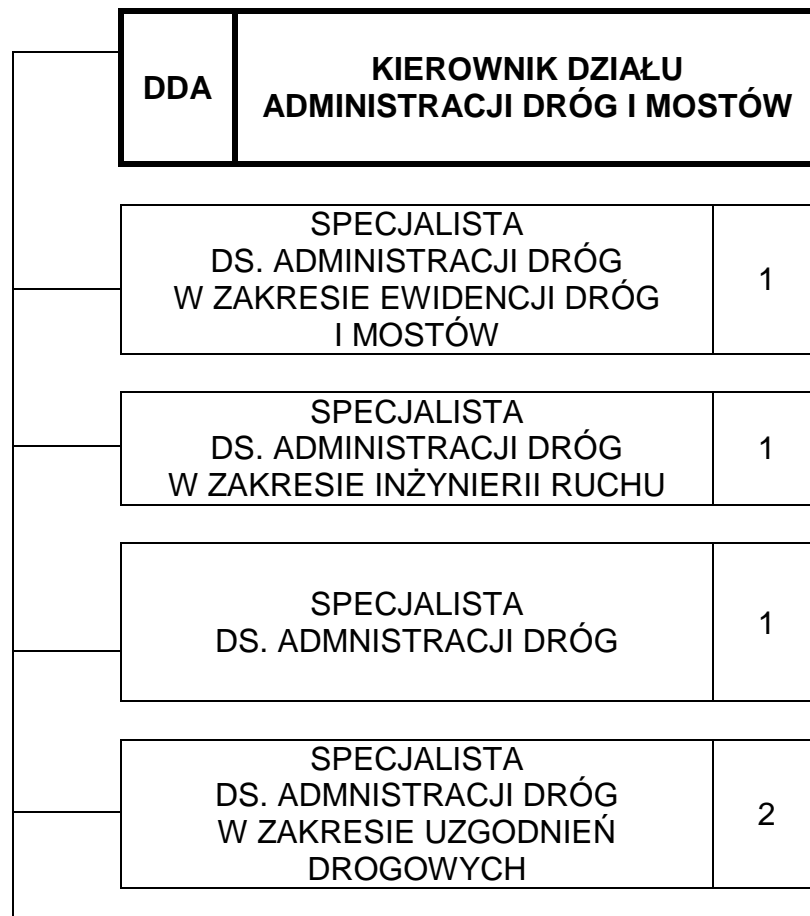 DDA
KIEROWNIK DZIAŁU
ADMINISTRACJI DRÓG I MOSTÓW
SPECJALISTA
DS. ADMINISTRACJI DRÓG
W ZAKRESIE EWIDENCJI DRÓG
I MOSTÓW
1
SPECJALISTA
DS. ADMINISTRACJI DRÓG
W ZAKRESIE INŻYNIERII RUCHU
1
SPECJALISTA
DS. ADMNISTRACJI DRÓG
1
SPECJALISTA
DS. ADMNISTRACJI DRÓG
W ZAKRESIE UZGODNIEŃ
DROGOWYCH
2